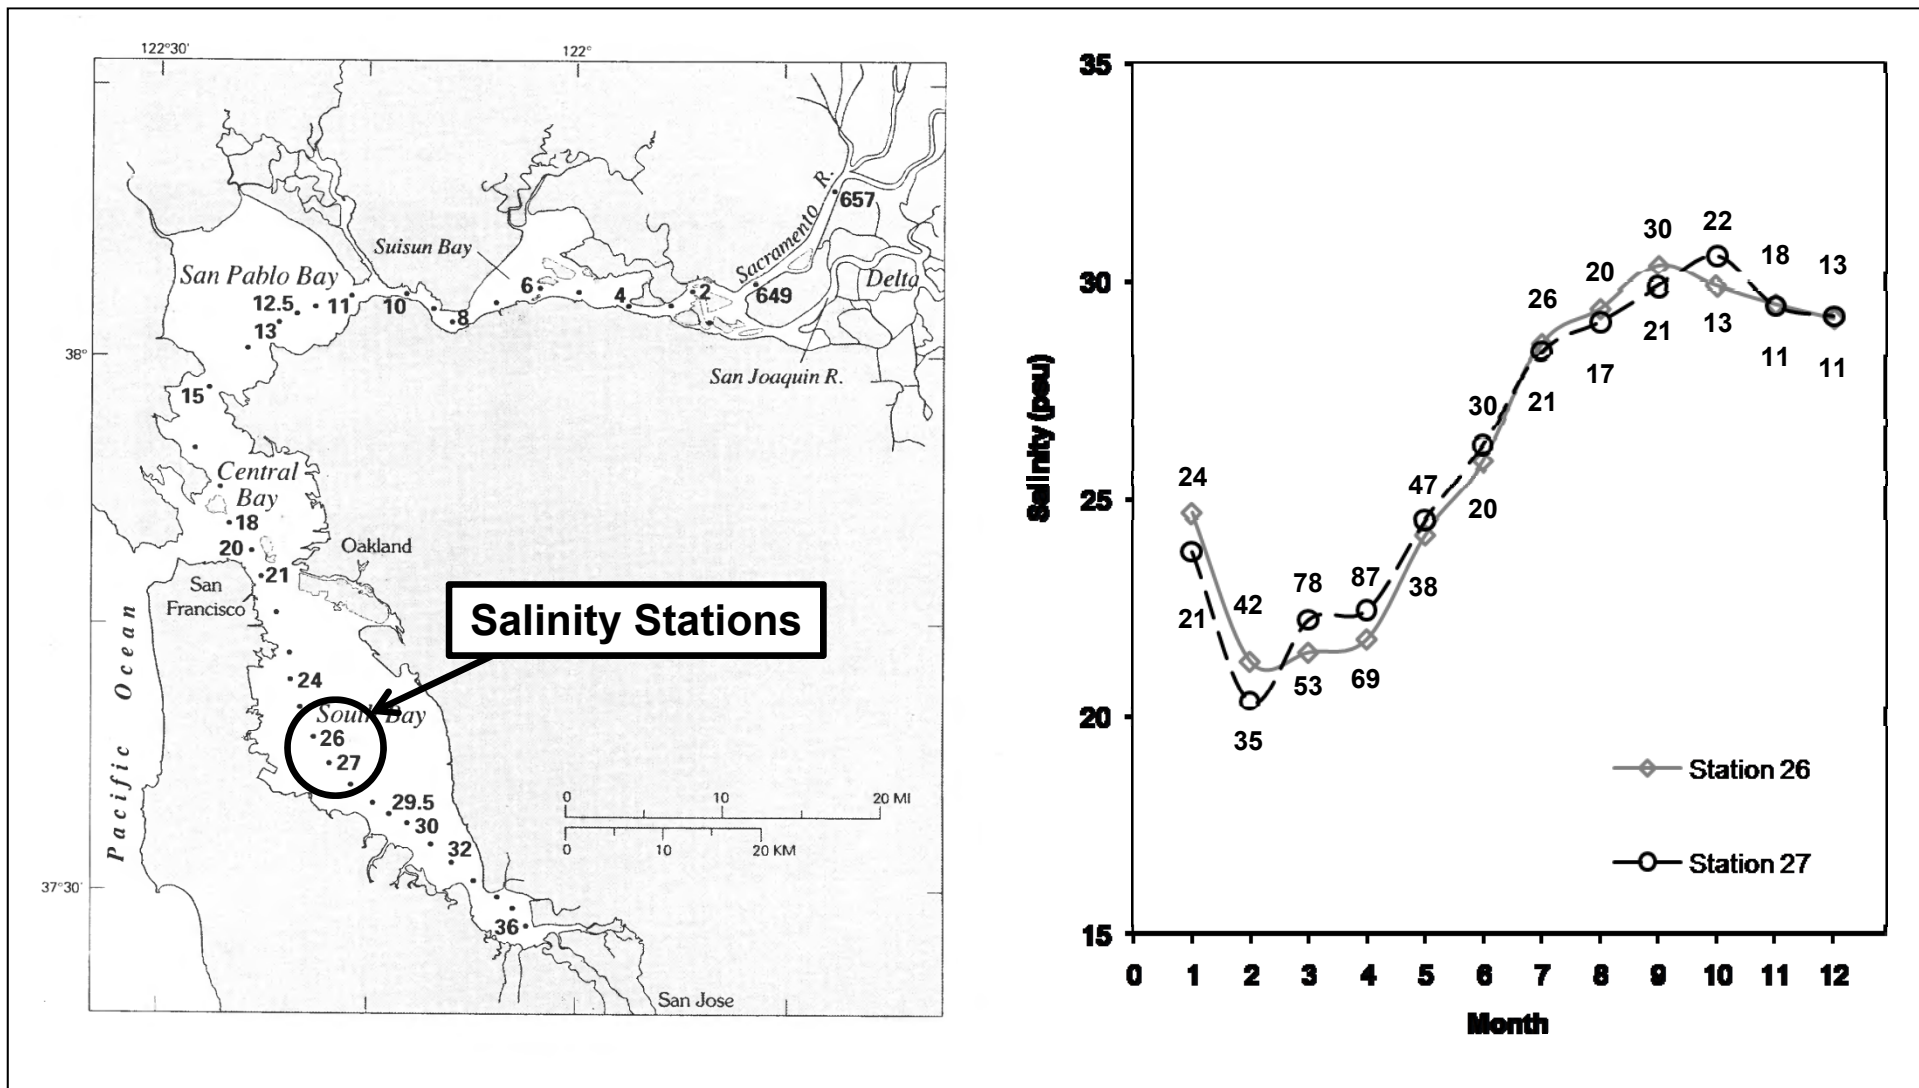 122°30'
122°
Sacramento R.
657
Suisun Bay
San Pablo Bay
Delta
6
2
649
12.5
11
10
4
8
13
38°
San Joaquin R.
15
Central
Bay
18
20
Oakland
21
San
Francisco
Pacific Ocean
Salinity Stations
24
South Bay
26
27
0
10
20 MI
29.5
30
0
10
20 KM
32
37°30'
36
San Jose
35
30
25
20
15
Salinity (psu)
24
21
42
35
78
53
87
69
47
38
30
20
26
21
20
17
30
21
22
13
18
11
13
11
Station 26
Station 27
0 1 2 3 4 5 6 7 8 9 10 11 12
Month